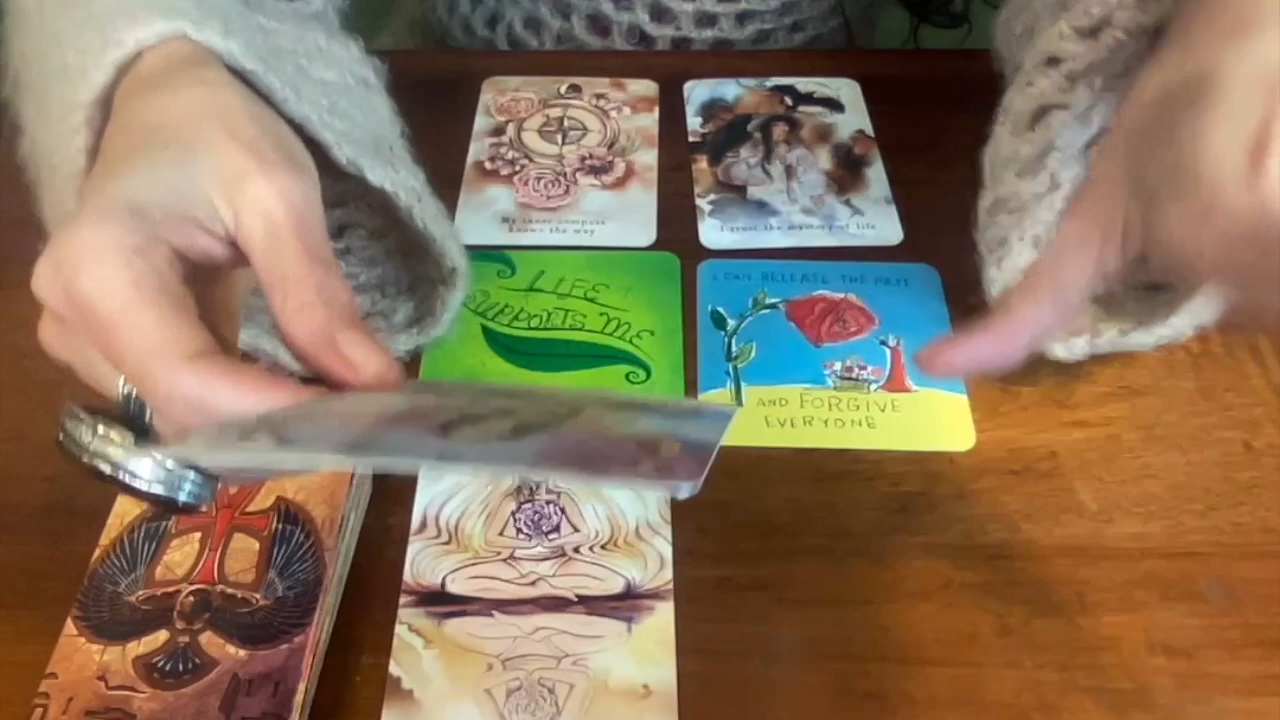 My inner compass
knows the way
I trust the mystery of life
LIFE
SUPPORTS ME
I CAN RELEASE THE PAST
AND FORGIVE
EVERYONE